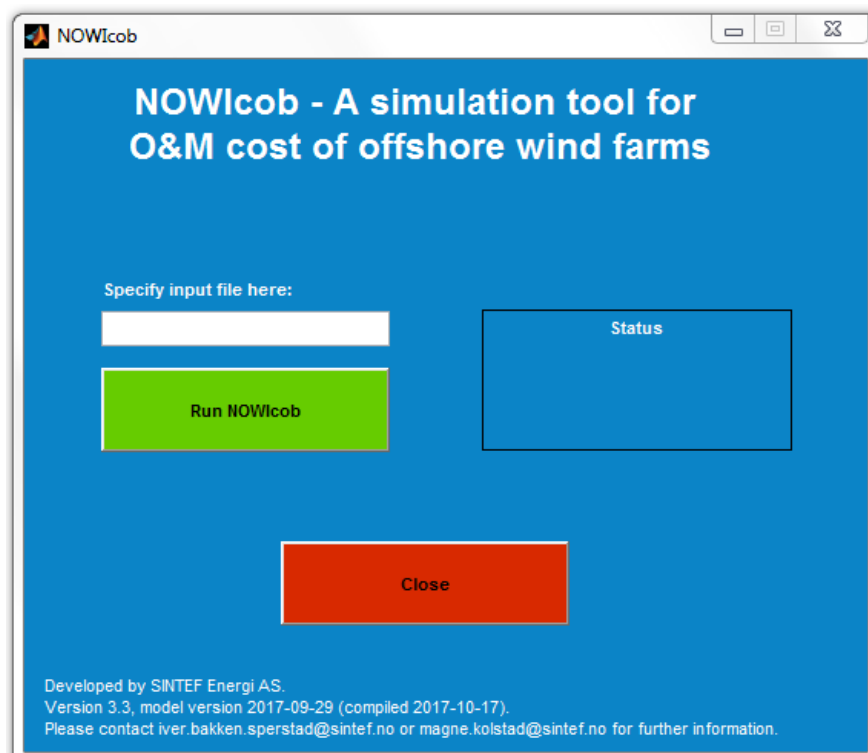 NOWIcob
NOWIcob - A simulation tool for
O&M cost of offshore wind farms
Specify input file here:
Status
Run NOWIcob
Close
Developed by SINTEF Energi AS.
Version 3.3, model version 2017-09-29 (compiled 2017-10-17).
Please contact iver.bakken.sperstad@sintef.no or magne.kolstad@sintef.no for further information.